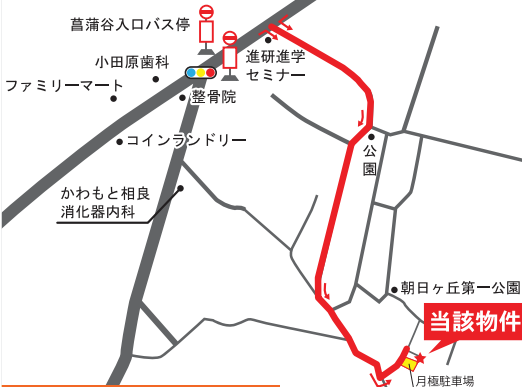 菖蒲谷入口バス停
小田原歯科
進研進学
セミナー
ファミリーマート
整骨院
コインランドリー
公
園
かわもと相良
消化器内科
朝日ヶ丘第一公園
当該物件
月極駐車場